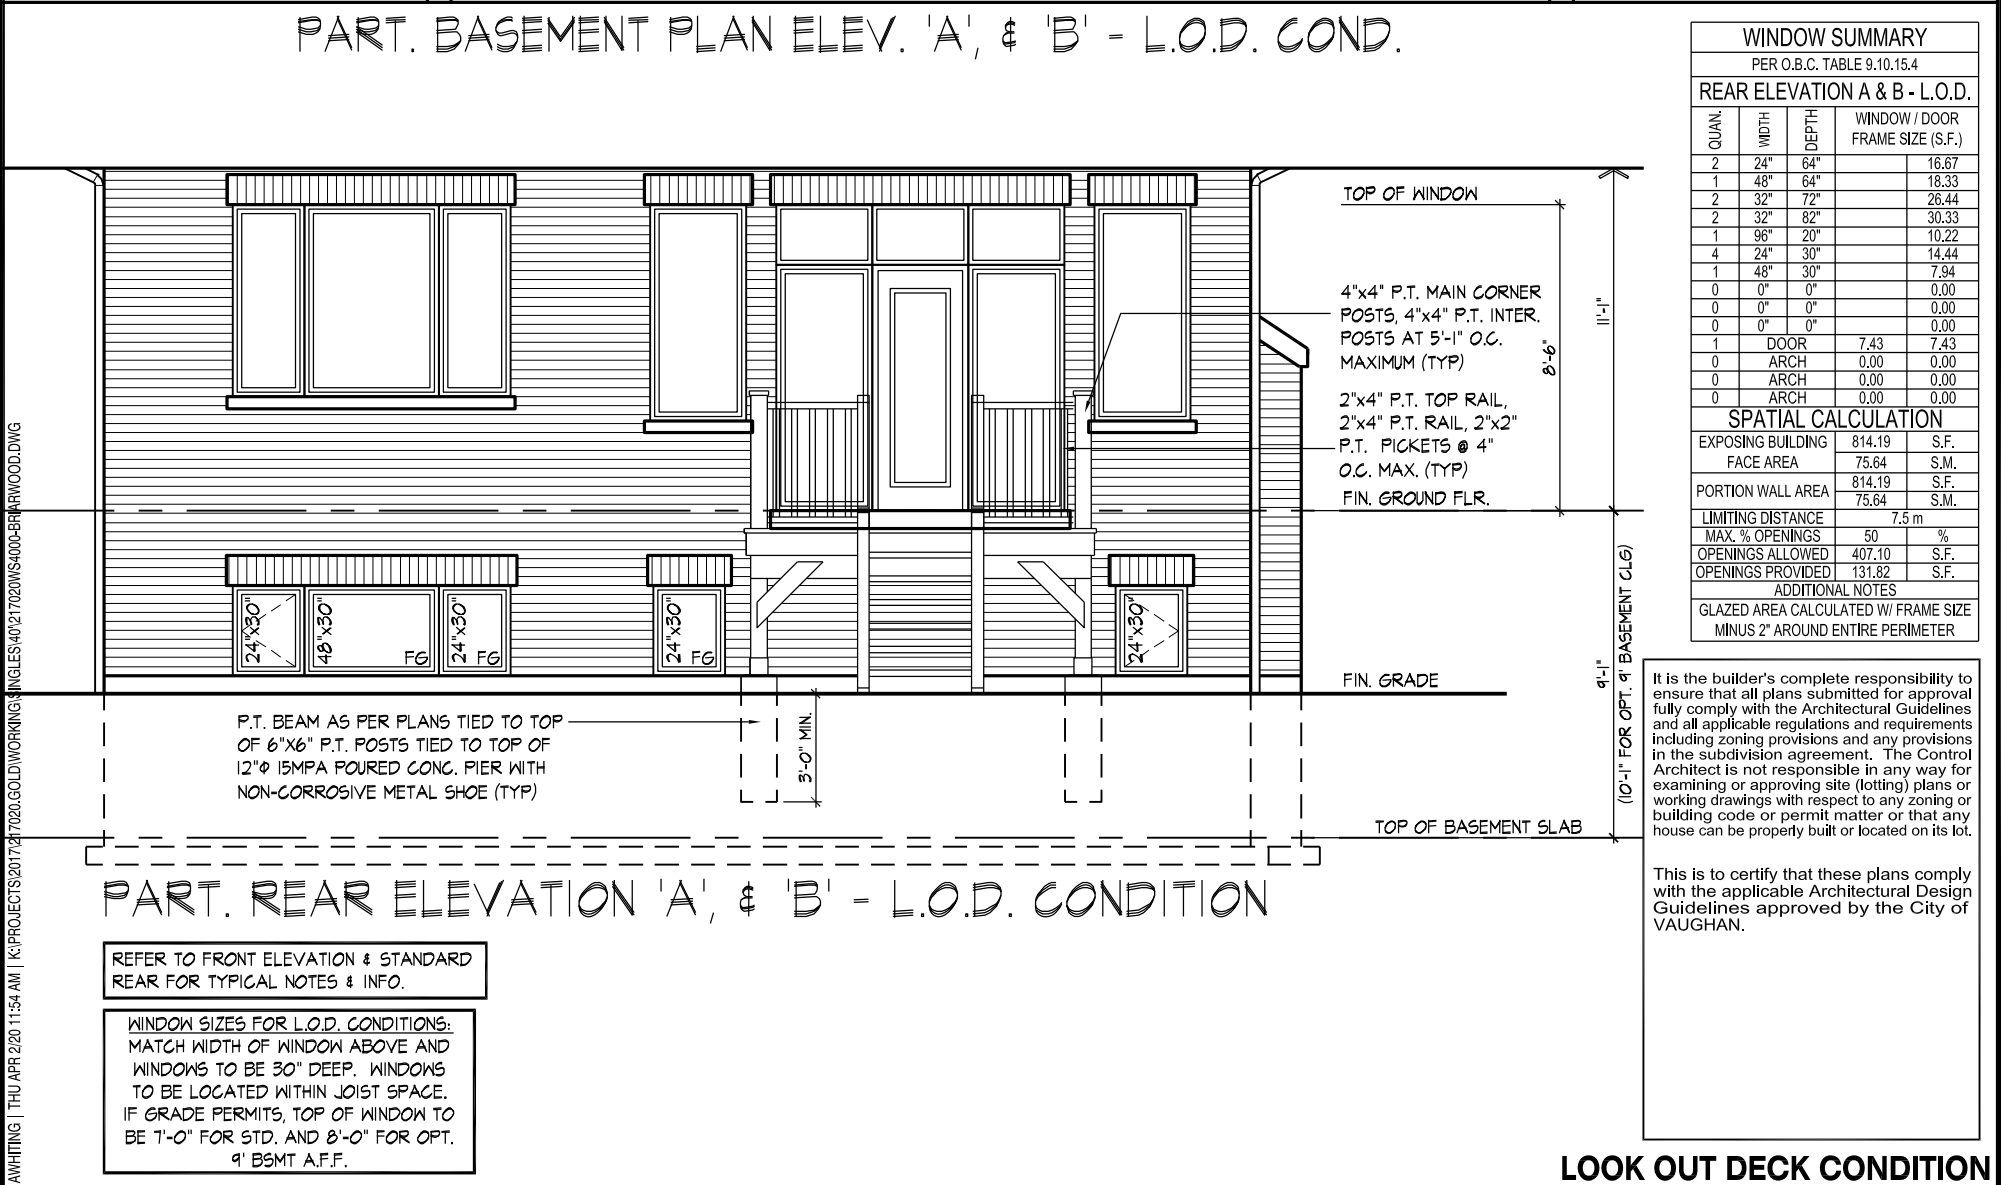 PART. BASEMENT PLAN ELEV. 'A', & 'B' - L.O.D. COND.
WINDOW SUMMARY
PER O.B.C. TABLE 9.10.15.4
REAR ELEVATION A & B - L.O.D.
QUAN. WIDTH DEPTH WINDOW / DOOR
FRAME SIZE (S.F.)
2 24" 64" 16.67
1 48" 64" 18.33
2 32" 72" 26.44
2 32" 82" 30.33
1 96" 20" 10.22
4 24" 30" 14.44
1 48" 30" 7.94
0 0" 0" 0.00
0 0" 0" 0.00
0 0" 0" 0.00
1 DOOR 7.43 7.43
0 ARCH 0.00 0.00
0 ARCH 0.00 0.00
0 ARCH 0.00 0.00
SPATIAL CALCULATION
EXPOSING BUILDING 814.19 S.F.
FACE AREA 75.64 S.M.
PORTION WALL AREA 814.19 S.F.
75.64 S.M.
LIMITING DISTANCE 7.5 m
MAX. % OPENINGS 50 %
OPENINGS ALLOWED 407.10 S.F.
OPENINGS PROVIDED 131.82 S.F.
ADDITIONAL NOTES
GLAZED AREA CALCULATED W/ FRAME SIZE
MINUS 2" AROUND ENTIRE PERIMETER
TOP OF WINDOW
4"x4" P.T. MAIN CORNER
POSTS, 4"x4" P.T. INTER.
POSTS AT 5'-1" O.C.
MAXIMUM (TYP)
2"x4" P.T. TOP RAIL,
2"x4" P.T. RAIL, 2"x2"
P.T. PICKETS @ 4"
O.C. MAX. (TYP)
FIN. GROUND FLR.
8'-6"
11'-1"
9'-1"
(10'-1" FOR OPT. 9' BASEMENT CLG)
24"x30"
48"x30"
FG
24"x30"
FG
24"x30"
FG
24"x30"
FIN. GRADE
P.T. BEAM AS PER PLANS TIED TO TOP
OF 6"X6" P.T. POSTS TIED TO TOP OF
12"Φ 15MPA POURED CONC. PIER WITH
NON-CORROSIVE METAL SHOE (TYP)
3'-0" MIN.
TOP OF BASEMENT SLAB
PART. REAR ELEVATION 'A', & 'B' - L.O.D. CONDITION
REFER TO FRONT ELEVATION & STANDARD
REAR FOR TYPICAL NOTES & INFO.
WINDOW SIZES FOR L.O.D. CONDITIONS:
MATCH WIDTH OF WINDOW ABOVE AND
WINDOWS TO BE 30" DEEP. WINDOWS
TO BE LOCATED WITHIN JOIST SPACE.
IF GRADE PERMITS, TOP OF WINDOW TO
BE 7'-0" FOR STD. AND 8'-0" FOR OPT.
9' BSMT A.F.F.
It is the builder's complete responsibility to
ensure that all plans submitted for approval
fully comply with the Architectural Guidelines
and all applicable regulations and requirements
including zoning provisions and any provisions
in the subdivision agreement. The Control
Architect is not responsible in any way for
examining or approving site (lotting) plans or
working drawings with respect to any zoning or
building code or permit matter or that any
house can be properly built or located on its lot.
This is to certify that these plans comply
with the applicable Architectural Design
Guidelines approved by the City of
VAUGHAN.
LOOK OUT DECK CONDITION
AWHITING | THU APR 2/20 11:54 AM | K:\PROJECTS\2017\217020.GOLD\WORKING\SINGLES\40\217020WS4000-BRIARWOOD.DWG